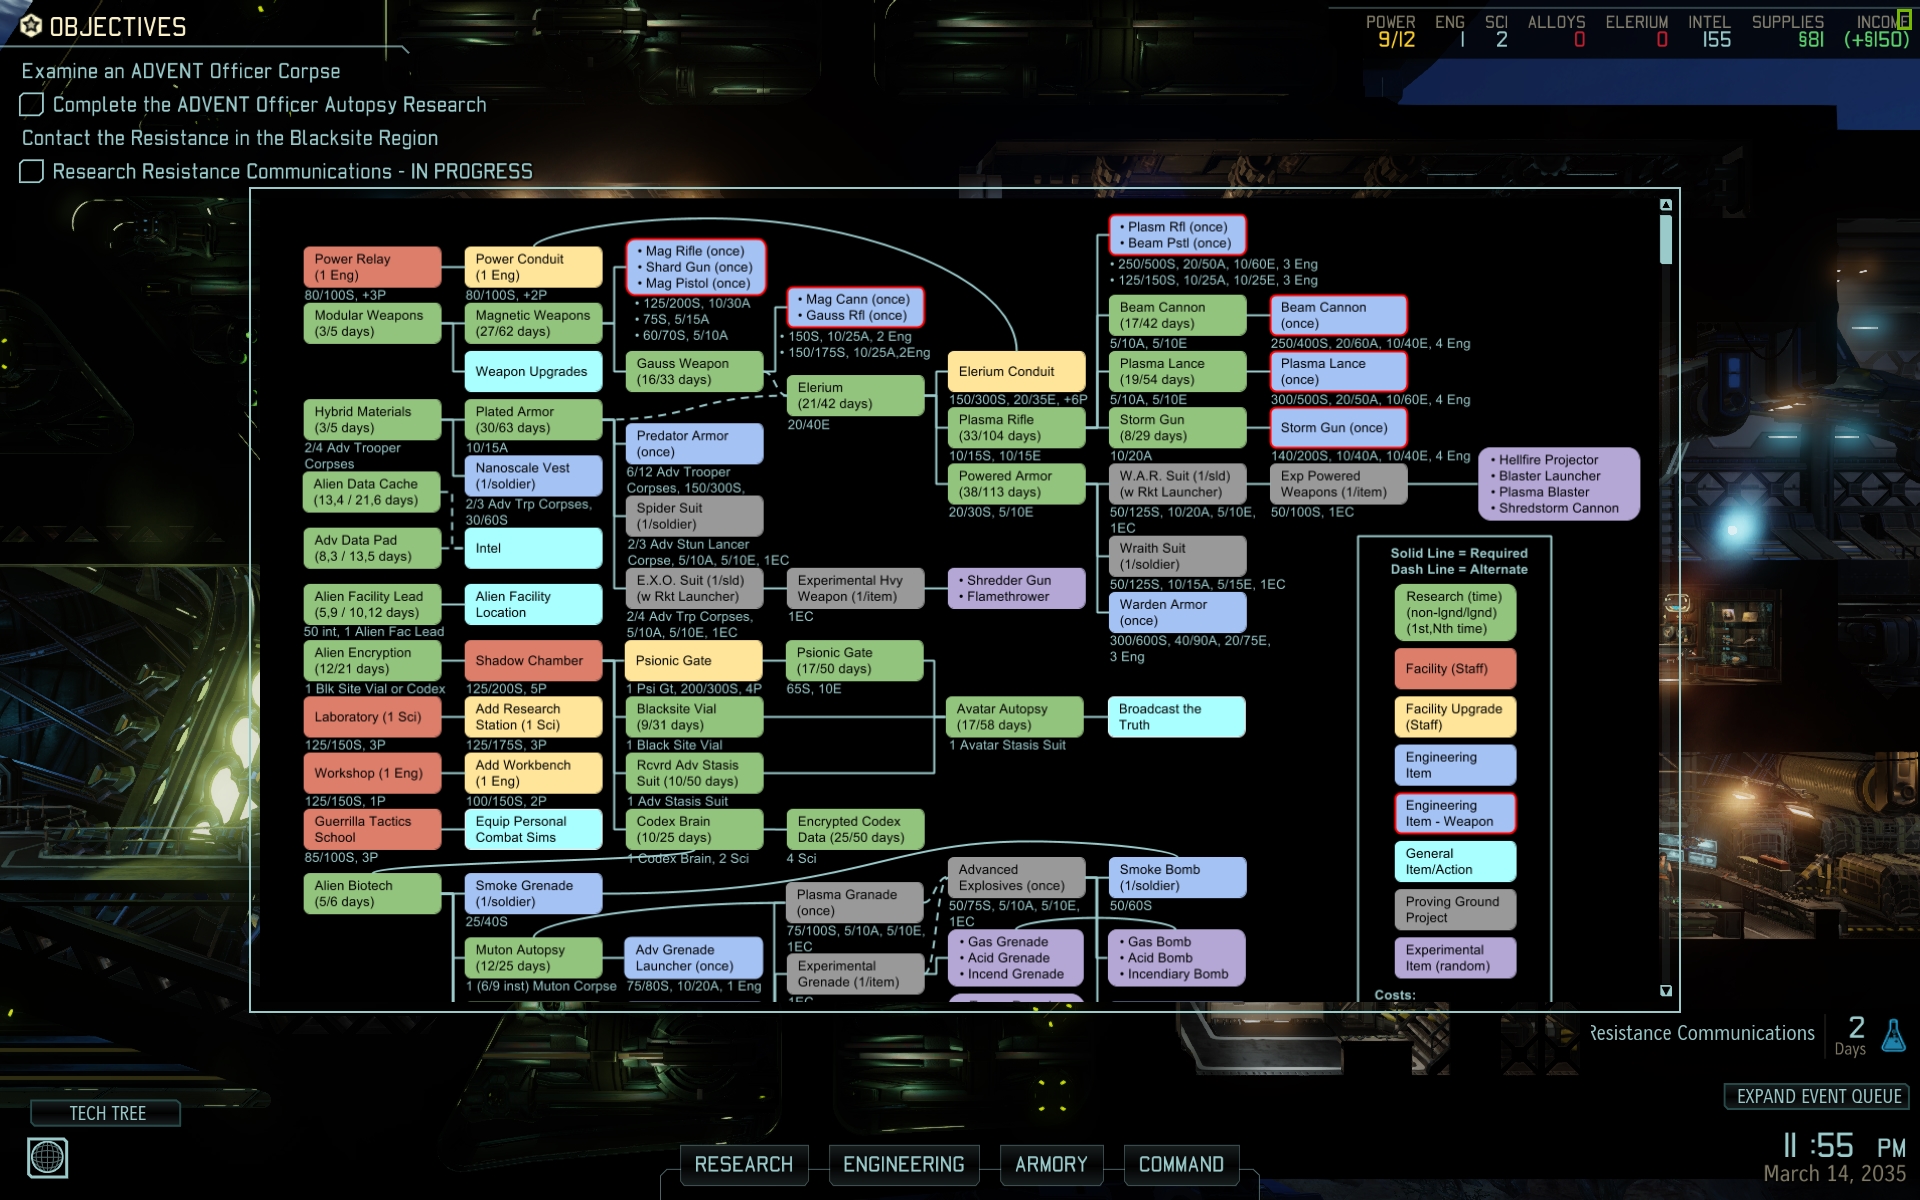 OBJECTIVES
Examine an ADVENT Officer Corpse
Complete the ADVENT Officer Autopsy Research
Contact the Resistance in the Blacksite Region
Research Resistance Communications - IN PROGRESS
POWER ENG SCI ALLOYS ELERIUM INTEL SUPPLIES INCOME
9/12 1 2 0 0 155 §81 (+§150)
Power Relay
(1 Eng)
80/100S, +3P
Power Conduit
(1 Eng)
80/100S, +2P
• Mag Rifle (once)
• Shard Gun (once)
• Mag Pistol (once)
• 125/200S, 10/30A
• 75S, 5/15A
• 60/70S, 5/10A
• Mag Cann (once)
• Gauss Rfl (once)
• 150S, 10/25A, 2 Eng
• 150/175S, 10/25A,2Eng
• Plasm Rfl (once)
• Beam Pstl (once)
• 250/500S, 20/50A, 10/60E, 3 Eng
• 125/150S, 10/25A, 10/25E, 3 Eng
Modular Weapons
(3/5 days)
Magnetic Weapons
(27/62 days)
Weapon Upgrades
Gauss Weapon
(16/33 days)
Elerium
(21/42 days)
20/40E
Elerium Conduit
150/300S, 20/35E, +6P
Beam Cannon
(17/42 days)
5/10A, 5/10E
Beam Cannon
(once)
250/400S, 20/60A, 10/40E, 4 Eng
Plasma Lance
(19/54 days)
5/10A, 5/10E
Plasma Lance
(once)
300/500S, 20/50A, 10/60E, 4 Eng
Hybrid Materials
(3/5 days)
2/4 Adv Trooper
Corpses
Plated Armor
(30/63 days)
10/15A
Predator Armor
(once)
6/12 Adv Trooper
Corpses, 150/300S,
Plasma Rifle
(33/104 days)
10/15S, 10/15E
Storm Gun
(8/29 days)
10/20A
Storm Gun (once)
140/200S, 10/40A, 10/40E, 4 Eng
Alien Data Cache
(13,4 / 21,6 days)
Nanoscale Vest
(1/soldier)
2/3 Adv Trp Corpses,
30/60S
Spider Suit
(1/soldier)
2/3 Adv Stun Lancer
Corpse, 5/10A, 5/10E, 1EC
Powered Armor
(38/113 days)
20/30S, 5/10E
W.A.R. Suit (1/sld)
(w Rkt Launcher)
50/125S, 10/20A, 5/10E,
1EC
Exp Powered
Weapons (1/item)
50/100S, 1EC
• Hellfire Projector
• Blaster Launcher
• Plasma Blaster
• Shredstorm Cannon
Adv Data Pad
(8,3 / 13,5 days)
Intel
Wraith Suit
(1/soldier)
50/125S, 10/15A, 5/15E, 1EC
Alien Facility Lead
(5,9 / 10,12 days)
50 int, 1 Alien Fac Lead
Alien Facility
Location
E.X.O. Suit (1/sld)
(w Rkt Launcher)
2/4 Adv Trp Corpses,
5/10A, 5/10E, 1EC
Experimental Hvy
Weapon (1/item)
1EC
• Shredder Gun
• Flamethrower
Warden Armor
(once)
300/600S, 40/90A, 20/75E,
3 Eng
Alien Encryption
(12/21 days)
1 Blk Site Vial or Codex
Shadow Chamber
125/200S, 5P
Psionic Gate
1 Psi Gt, 200/300S, 4P
Psionic Gate
(17/50 days)
65S, 10E
Laboratory (1 Sci)
125/150S, 3P
Add Research
Station (1 Sci)
125/175S, 3P
Blacksite Vial
(9/31 days)
1 Black Site Vial
Avatar Autopsy
(17/58 days)
1 Avatar Stasis Suit
Broadcast the
Truth
Workshop (1 Eng)
125/150S, 1P
Add Workbench
(1 Eng)
100/150S, 2P
Rcvrd Adv Stasis
Suit (10/50 days)
1 Adv Stasis Suit
Guerrilla Tactics
School
85/100S, 3P
Equip Personal
Combat Sims
Codex Brain
(10/25 days)
1 Codex Brain, 2 Sci
Encrypted Codex
Data (25/50 days)
4 Sci
Alien Biotech
(5/6 days)
Smoke Grenade
(1/soldier)
25/40S
Plasma Granade
(once)
75/100S, 5/10A, 5/10E,
1EC
Advanced
Explosives (once)
50/75S, 5/10A, 5/10E,
1EC
Smoke Bomb
(1/soldier)
50/60S
Muton Autopsy
(12/25 days)
1 (6/9 inst) Muton Corpse
Adv Grenade
Launcher (once)
75/80S, 10/20A, 1 Eng
Experimental
Grenade (1/item)
1EC
• Gas Grenade
• Acid Grenade
• Incend Grenade
• Gas Bomb
• Acid Bomb
• Incendiary Bomb
Solid Line = Required
Dash Line = Alternate
Research (time)
(non-lgnd/lgnd)
(1st,Nth time)
Facility (Staff)
Facility Upgrade
(Staff)
Engineering
Item
Engineering
Item - Weapon
General
Item/Action
Proving Ground
Project
Experimental
Item (random)
Costs:
Resistance Communications 2
Days
EXPAND EVENT QUEUE
TECH TREE
RESEARCH ENGINEERING ARMORY COMMAND
11:55 PM
March 14, 2035